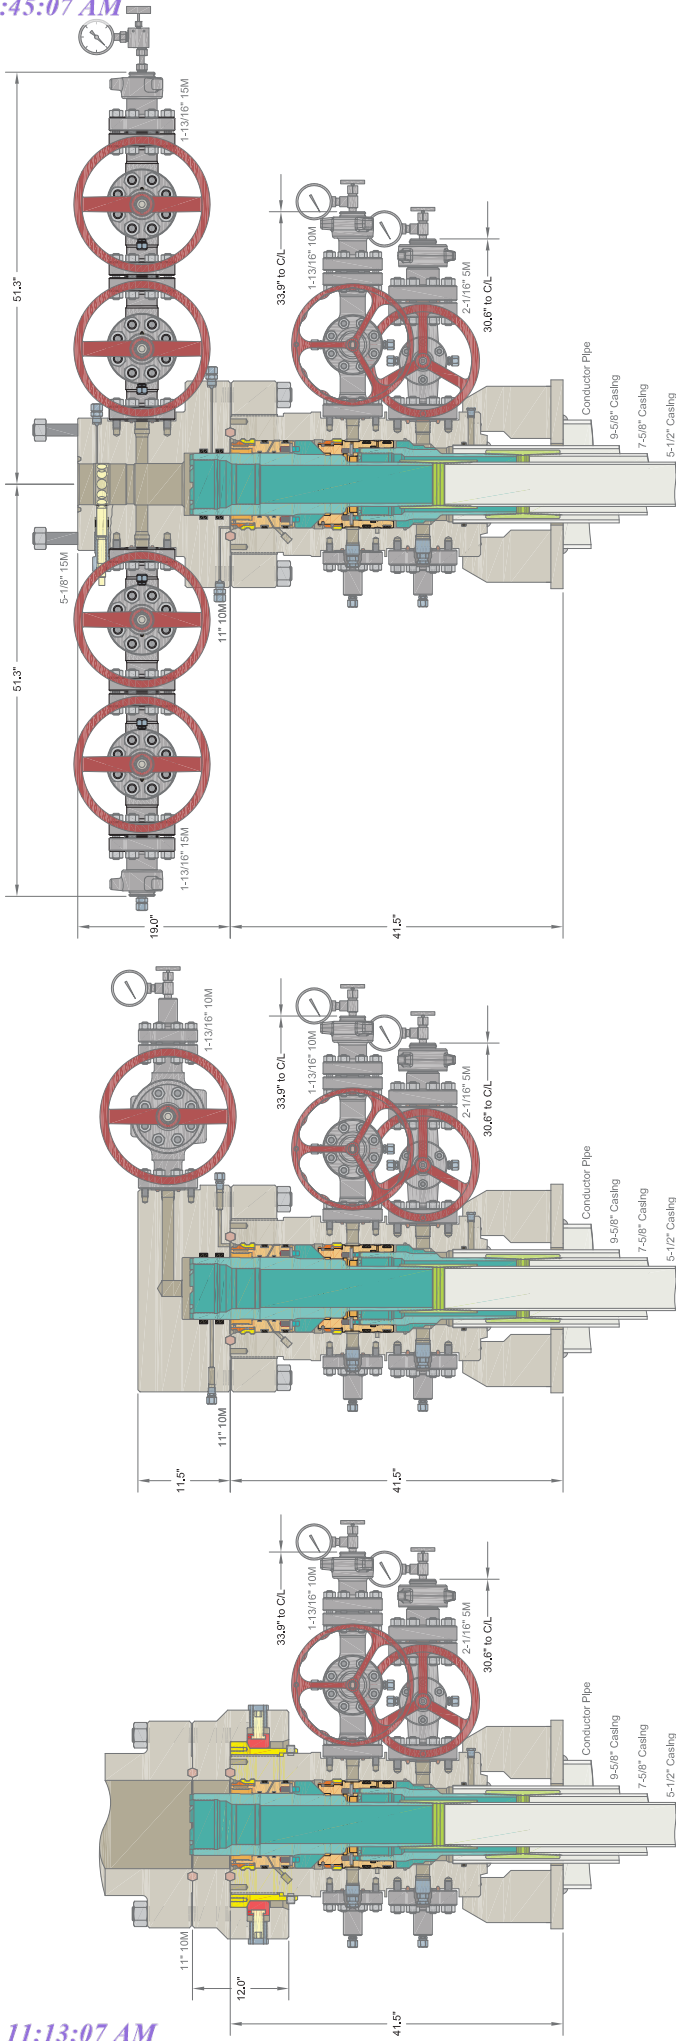 :45:07 AM
1-13/16" 15M
51.3"
33.9" to C/L
1-13/16" 10M
2-1/16" 5M
30.6" to C/L
Conductor Pipe
9-5/8" Casing
7-5/8" Casing
5-1/2" Casing
5-1/8" 15M
11" 10M
51.3"
1-13/16" 15M
19.0"
41.5"
1-13/16" 10M
33.9" to C/L
1-13/16" 10M
2-1/16" 5M
30.6" to C/L
Conductor Pipe
9-5/8" Casing
7-5/8" Casing
5-1/2" Casing
11" 10M
11.5"
41.5"
33.9" to C/L
1-13/16" 10M
2-1/16" 5M
30.6" to C/L
Conductor Pipe
9-5/8" Casing
7-5/8" Casing
5-1/2" Casing
11" 10M
12.0"
41.5"
11:13:07 AM